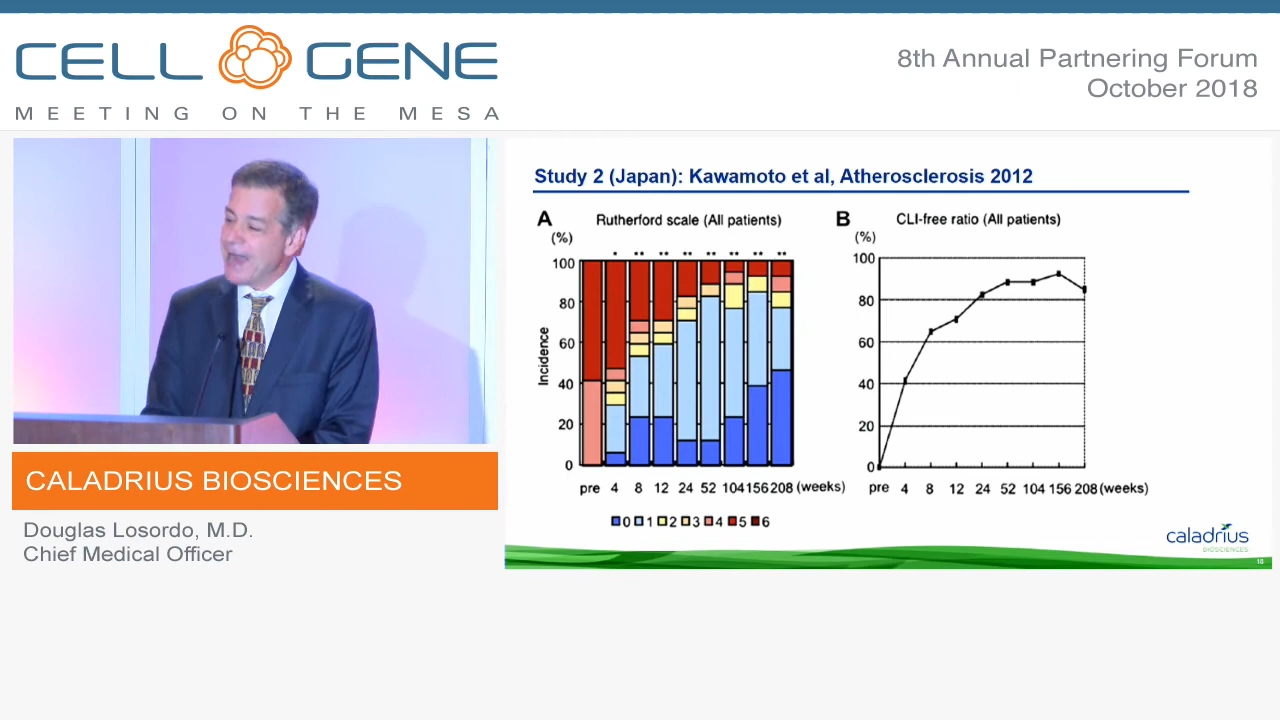 CELL GENE
MEETING ON THE MESA
8th Annual Partnering Forum
October 2018
CALADRIUS BIOSCIENCES
Douglas Losordo, M.D.
Chief Medical Officer
Study 2 (Japan): Kawamoto et al, Atherosclerosis 2012
A Rutherford scale (All patients)
(%)
* ** ** ** ** ** ** **
100
80
60
40
20
0
Incidence
pre 4 8 12 24 52 104 156 208 (weeks)
0 1 2 3 4 5 6
B CLI-free ratio (All patients)
(%)
100
80
60
40
20
0
pre 4 8 12 24 52 104 156 208 (weeks)
caladrius
BIOSCIENCES
18